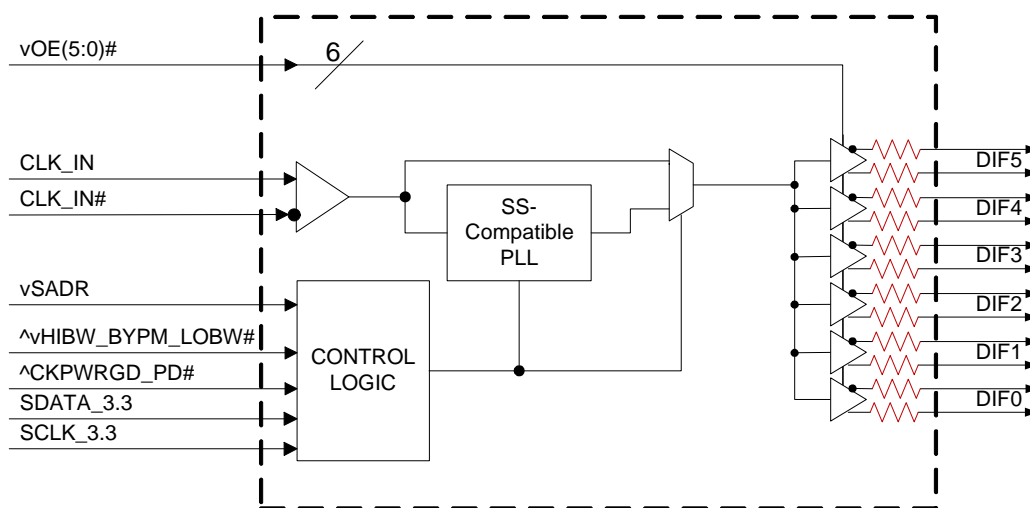 vOE(5:0)#
6
CLK_IN
CLK_IN#
SS-
Compatible
PLL
vSADR
^vHIBW_BYPM_LOBW#
^CKPWRGD_PD#
SDATA_3.3
SCLK_3.3
CONTROL
LOGIC
DIF5
DIF4
DIF3
DIF2
DIF1
DIF0